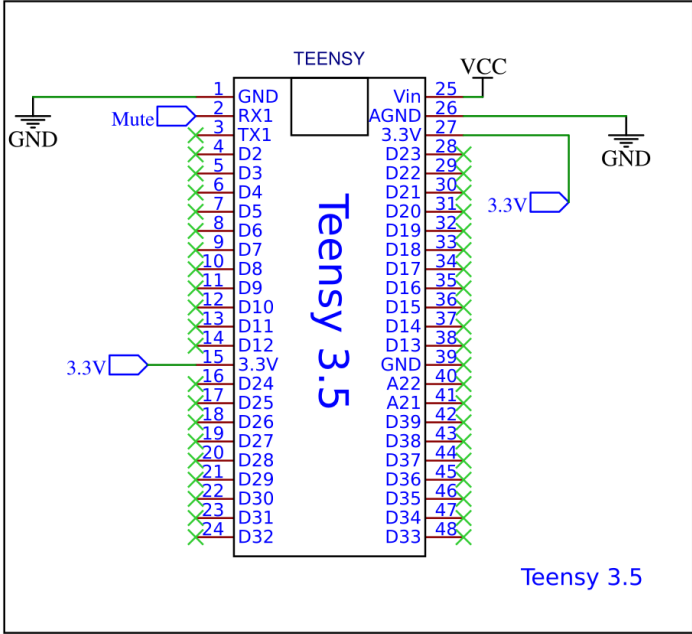 TEENSY
VCC
1 GND Vin 25
2 RX1 AGND 26
3 TX1 3.3V 27
4 D2 D23 28
5 D3 D22 29
6 D4 D21 30
7 D5 D20 31
8 D6 D19 32
9 D7 D18 33
10 D8 D17 34
11 D9 D16 35
12 D10 D15 36
13 D11 D14 37
14 D12 D13 38
15 3.3V GND 39
16 D24 A22 40
17 D25 A21 41
18 D26 D39 42
19 D27 D38 43
20 D28 D37 44
21 D29 D36 45
22 D30 D35 46
23 D31 D34 47
24 D32 D33 48
GND
Mute
GND
3.3V
3.3V
Teensy 3.5
Teensy 3.5